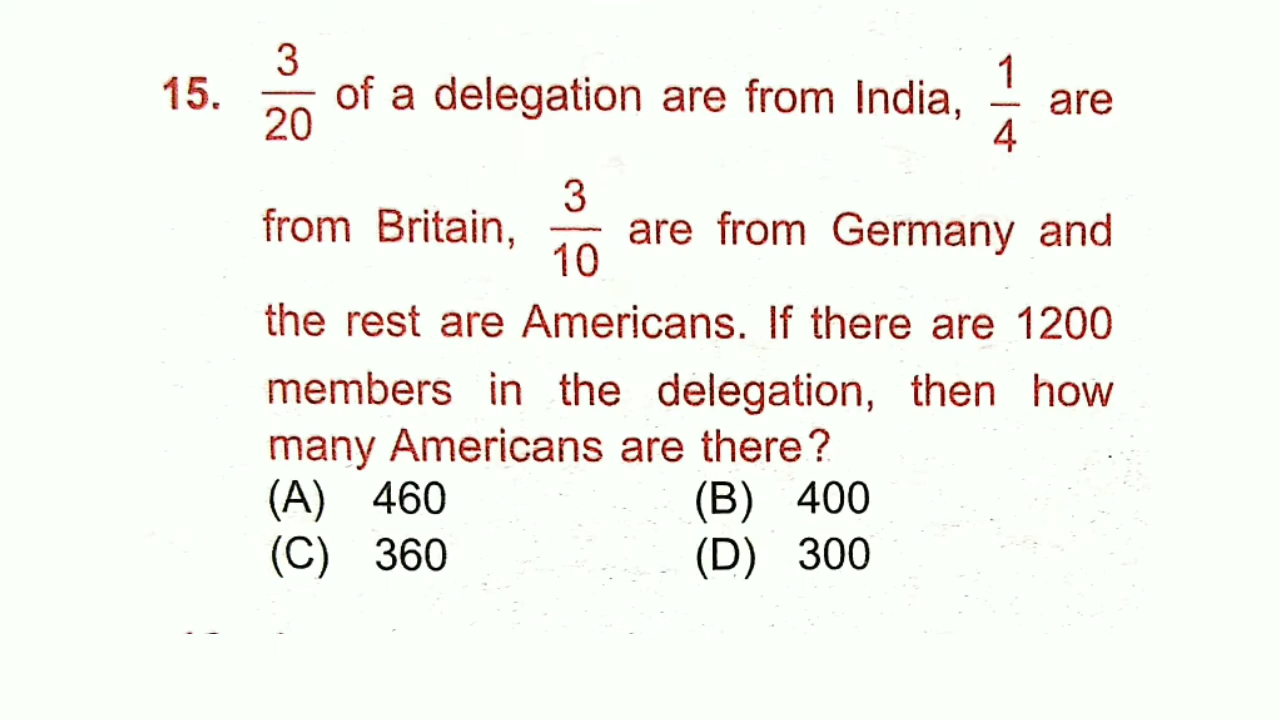 15. 3/20 of a delegation are from India, 1/4 are
from Britain, 3/10 are from Germany and
the rest are Americans. If there are 1200
members in the delegation, then how
many Americans are there?
(A) 460 (B) 400
(C) 360 (D) 300